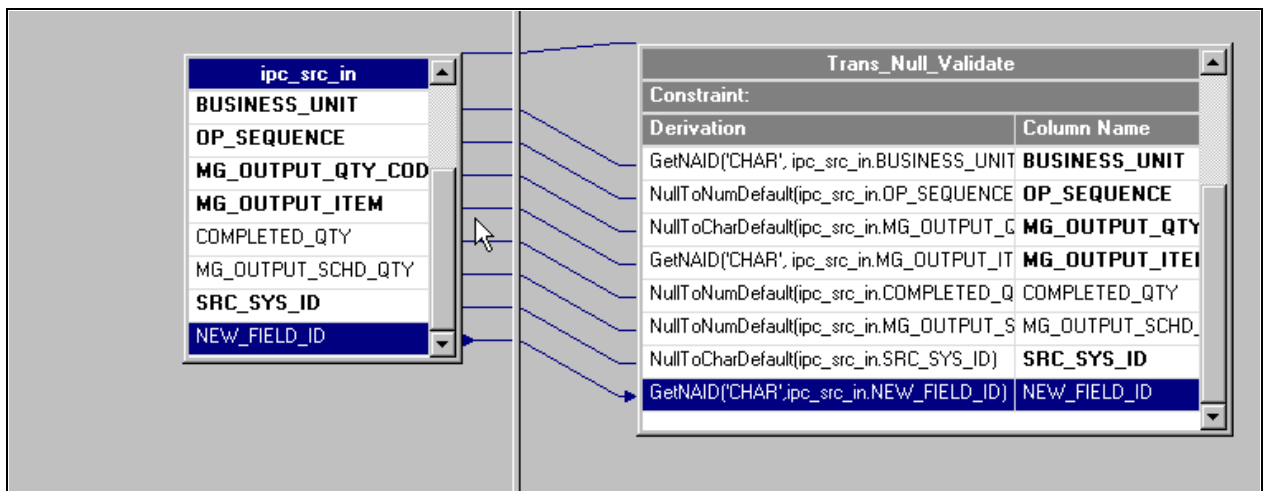 ipc_src_in
BUSINESS_UNIT
OP_SEQUENCE
MG_OUTPUT_QTY_COD
MG_OUTPUT_ITEM
COMPLETED_QTY
MG_OUTPUT_SCHD_QTY
SRC_SYS_ID
NEW_FIELD_ID
Trans_Null_Validate
Constraint:
Derivation Column Name
GetNAID('CHAR', ipc_src_in.BUSINESS_UNIT BUSINESS_UNIT
NullToNumDefault(ipc_src_in.OP_SEQUENCE OP_SEQUENCE
NullToCharDefault(ipc_src_in.MG_OUTPUT_Q MG_OUTPUT_QTY
GetNAID('CHAR', ipc_src_in.MG_OUTPUT_IT MG_OUTPUT_ITEI
NullToNumDefault(ipc_src_in.COMPLETED_Q COMPLETED_QTY
NullToNumDefault(ipc_src_in.MG_OUTPUT_S MG_OUTPUT_SCHD_
NullToCharDefault(ipc_src_in.SRC_SYS_ID) SRC_SYS_ID
GetNAID('CHAR',ipc_src_in.NEW_FIELD_ID) NEW_FIELD_ID